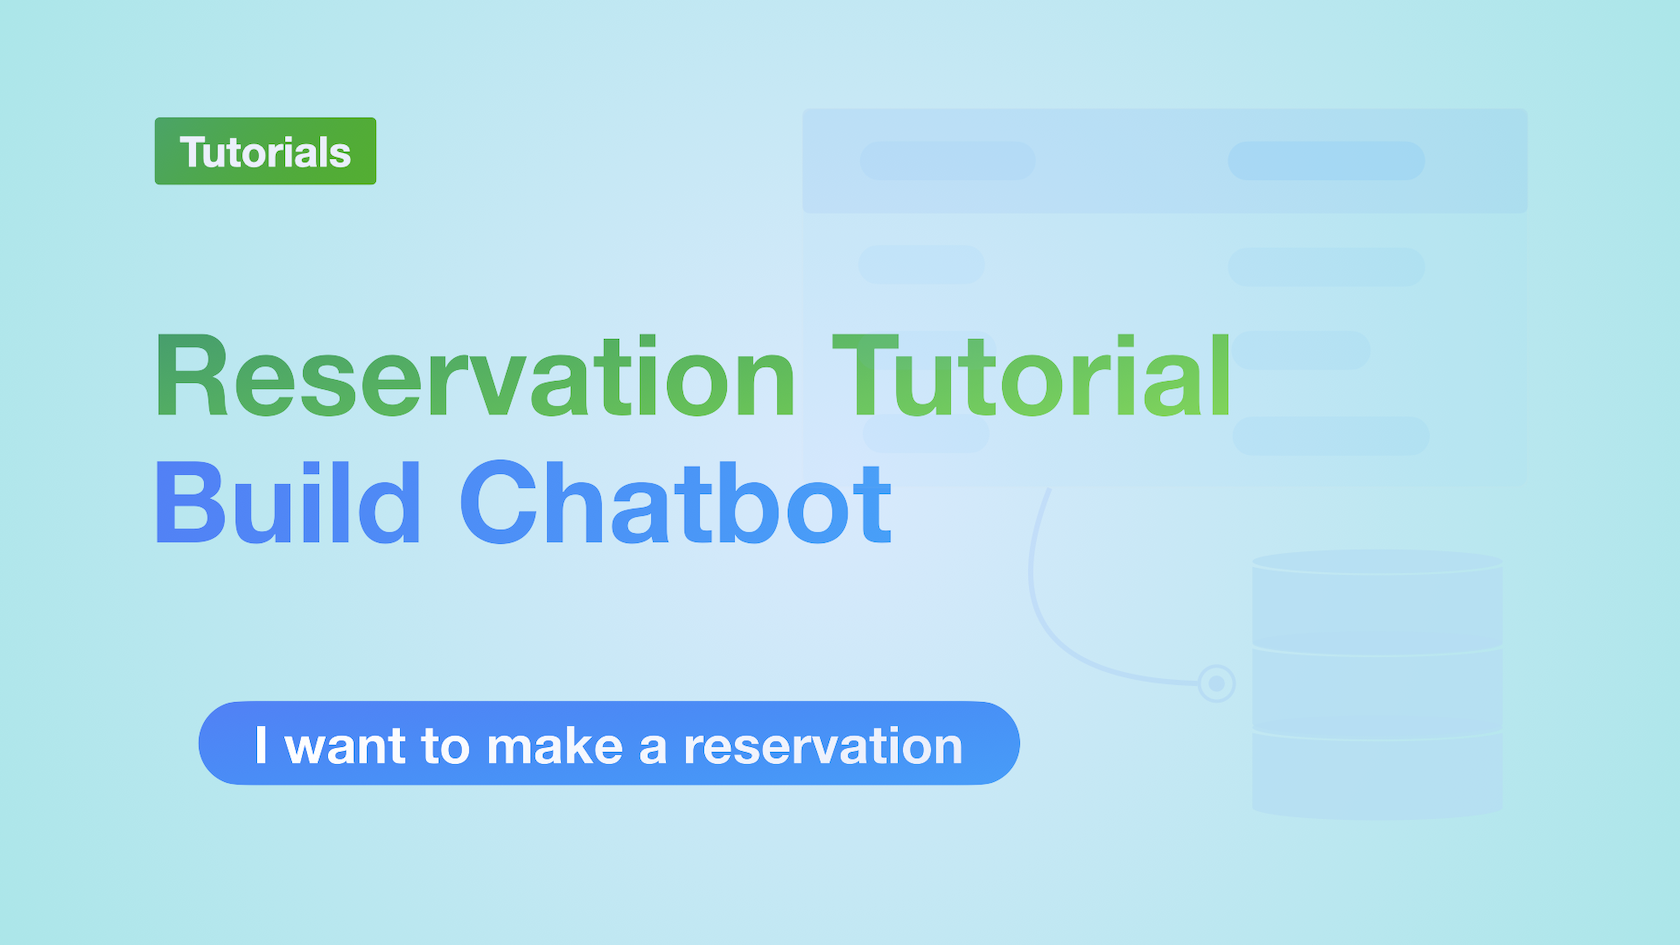 Tutorials
Reservation Tutorial
Build Chatbot
I want to make a reservation